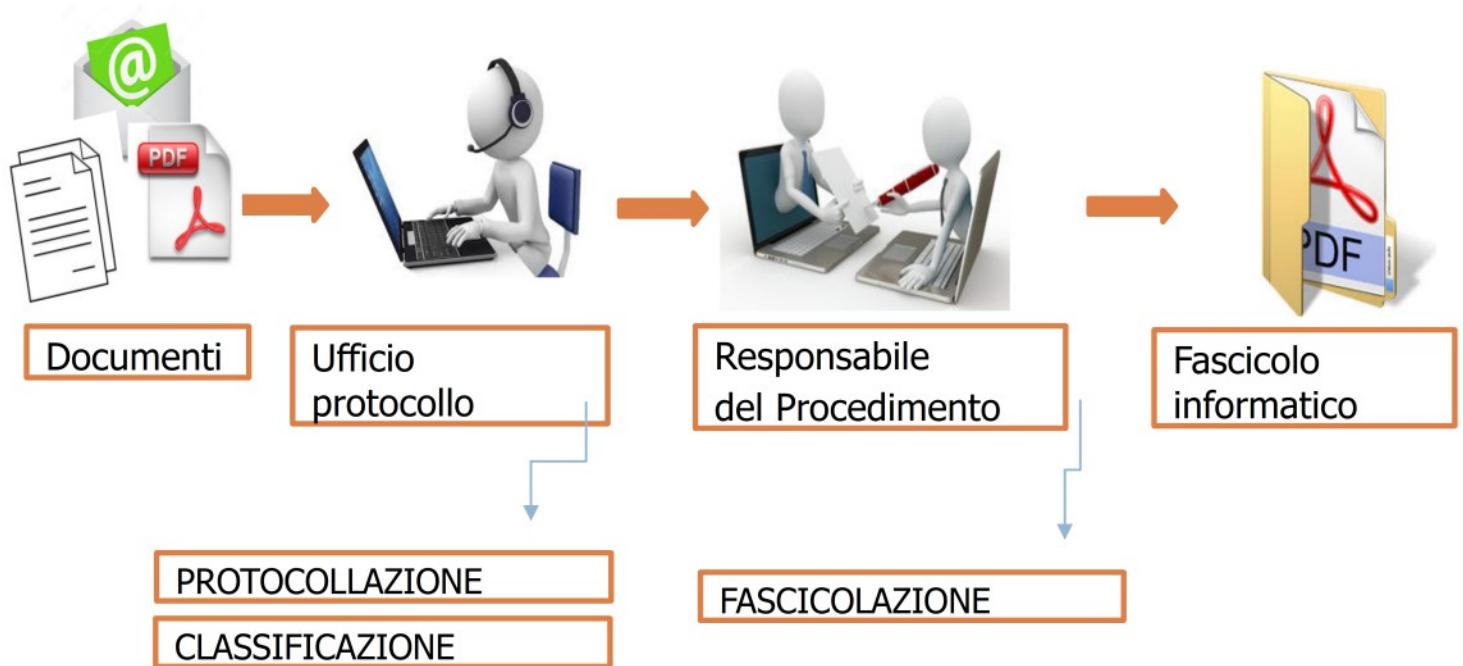 @
PDF
PDF
Documenti
Ufficio
protocollo
Responsabile
del Procedimento
Fascicolo
informatico
PROTOCOLLAZIONE
CLASSIFICAZIONE
FASCICOLAZIONE